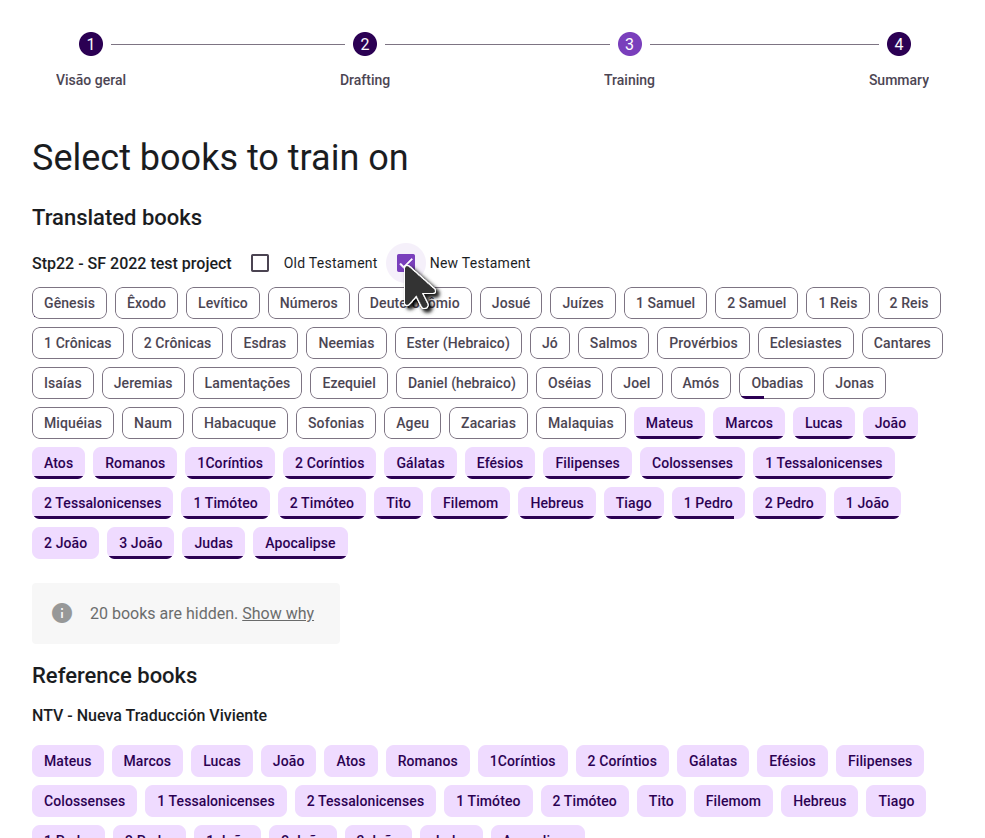 1 2 3 4
Visão geral Drafting Training Summary
Select books to train on
Translated books
Stp22 - SF 2022 test project Old Testament New Testament
Gênesis Êxodo Levítico Números Josué Juízes 1 Samuel 2 Samuel 1 Reis 2 Reis
1 Crônicas 2 Crônicas Esdras Neemias Ester (Hebraico) Jó Salmos Provérbios Eclesiastes Cantares
Isaías Jeremias Lamentações Ezequiel Daniel (hebraico) Oséias Joel Amós Obadias Jonas
Miquéias Naum Habacuque Sofonias Ageu Zacarias Malaquias Mateus Marcos Lucas João
Atos Romanos 1Coríntios 2 Coríntios Gálatas Efésios Filipenses Colossenses 1 Tessalonicenses
2 Tessalonicenses 1 Timóteo 2 Timóteo Tito Filemom Hebreus Tiago 1 Pedro 2 Pedro 1 João
2 João 3 João Judas Apocalipse
20 books are hidden. Show why
Reference books
NTV - Nueva Traducción Viviente
Mateus Marcos Lucas João Atos Romanos 1Coríntios 2 Coríntios Gálatas Efésios Filipenses
Colossenses 1 Tessalonicenses 2 Tessalonicenses 1 Timóteo 2 Timóteo Tito Filemom Hebreus Tiago